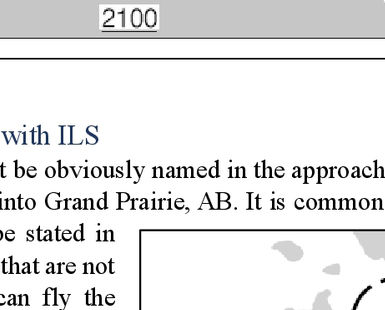 2100
with ILS
t be obviously named in the approach
into Grand Prairie, AB. It is common
be stated in
that are not
can fly the